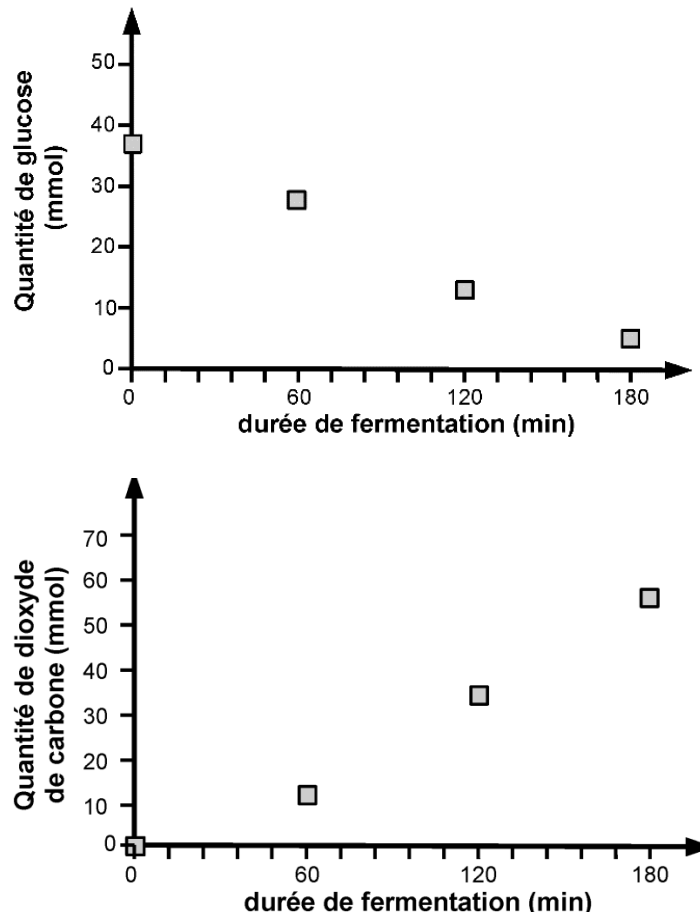 Quantité de glucose
(mmol)
50
40
30
20
10
0
0 60 120 180
durée de fermentation (min)
Quantité de dioxyde
de carbone (mmol)
70
60
50
40
30
20
10
0
0 60 120 180
durée de fermentation (min)